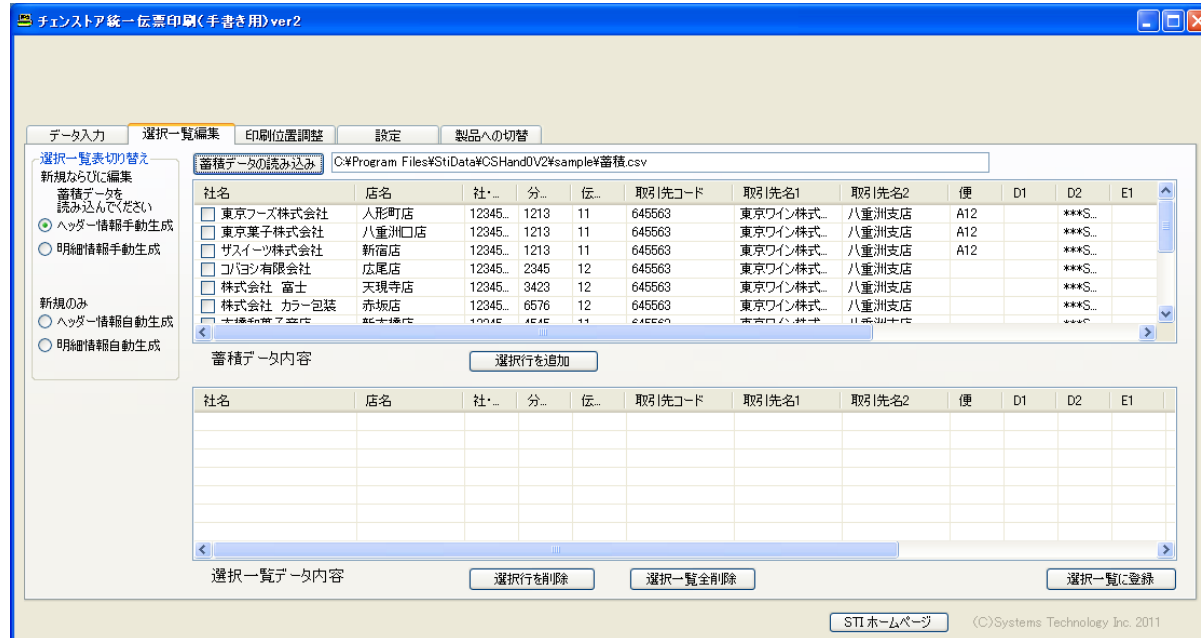 チェンストア統一伝票印刷(手書き用)ver2
データ入力 選択一覧編集 印刷位置調整 設定 製品への切替
選択一覧表切り替え
新規ならびに編集
蓄積データを
読み込んでください
ヘッダー情報手動生成
明細情報手動生成
新規のみ
ヘッダー情報自動生成
明細情報自動生成
蓄積データの読み込み C:¥Program Files¥StiData¥CSHand0V2¥sample¥蓄積.csv
社名 店名 社・... 分... 伝... 取引先コード 取引先名1 取引先名2 便 D1 D2 E1
東京フーズ株式会社 人形町店 12345... 1213 11 645563 東京ワイン株式... 八重洲支店 A12 ***S...
東京菓子株式会社 八重洲口店 12345... 1213 11 645563 東京ワイン株式... 八重洲支店 A12 ***S...
ザスイーツ株式会社 新宿店 12345... 1213 11 645563 東京ワイン株式... 八重洲支店 A12 ***S...
コバヨシ有限会社 広尾店 12345... 2345 12 645563 東京ワイン株式... 八重洲支店 ***S...
株式会社 富士 天現寺店 12345... 3423 12 645563 東京ワイン株式... 八重洲支店 ***S...
株式会社 カラー包装 赤坂店 12345... 6576 12 645563 東京ワイン株式... 八重洲支店 ***S...
蓄積データ内容 選択行を追加
社名 店名 社・... 分... 伝... 取引先コード 取引先名1 取引先名2 便 D1 D2 E1
選択一覧データ内容 選択行を削除 選択一覧全削除 選択一覧に登録
STIホームページ (C)Systems Technology Inc. 2011